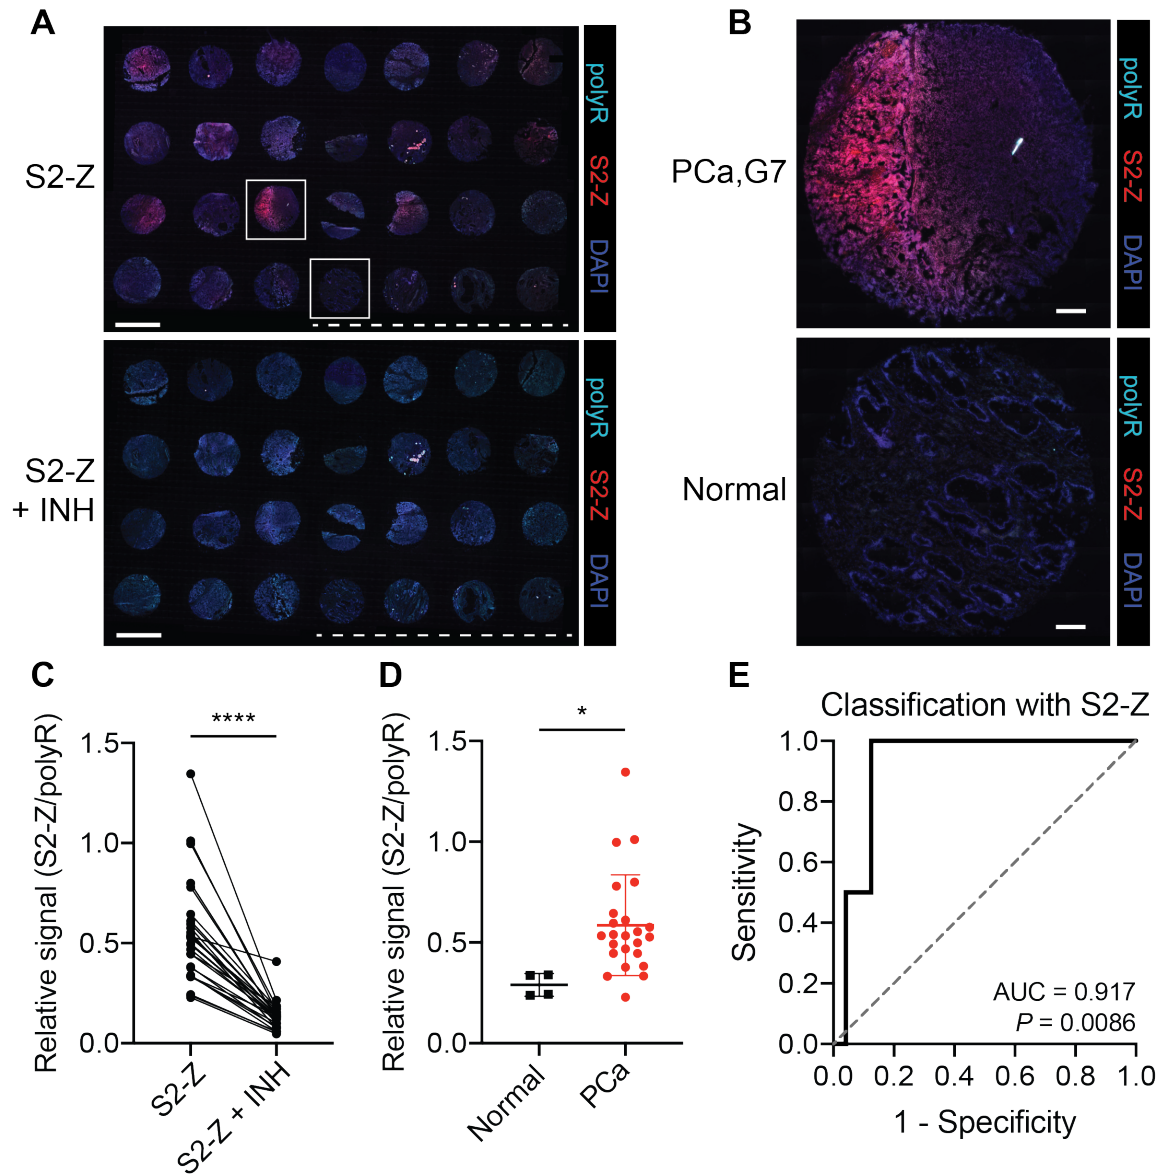 A
S2-Z
polyR S2-Z DAPI
S2-Z
+ INH
polyR S2-Z DAPI
B
PCa,G7
polyR S2-Z DAPI
Normal
polyR S2-Z DAPI
C
Relative signal (S2-Z/polyR)
****
1.5
1.0
0.5
0.0
S2-Z
S2-Z + INH
D
Relative signal (S2-Z/polyR)
*
1.5
1.0
0.5
0.0
Normal
PCa
E
Classification with S2-Z
Sensitivity
1.0
0.8
0.6
0.4
0.2
0.0
AUC = 0.917
P = 0.0086
0.0 0.2 0.4 0.6 0.8 1.0
1 - Specificity